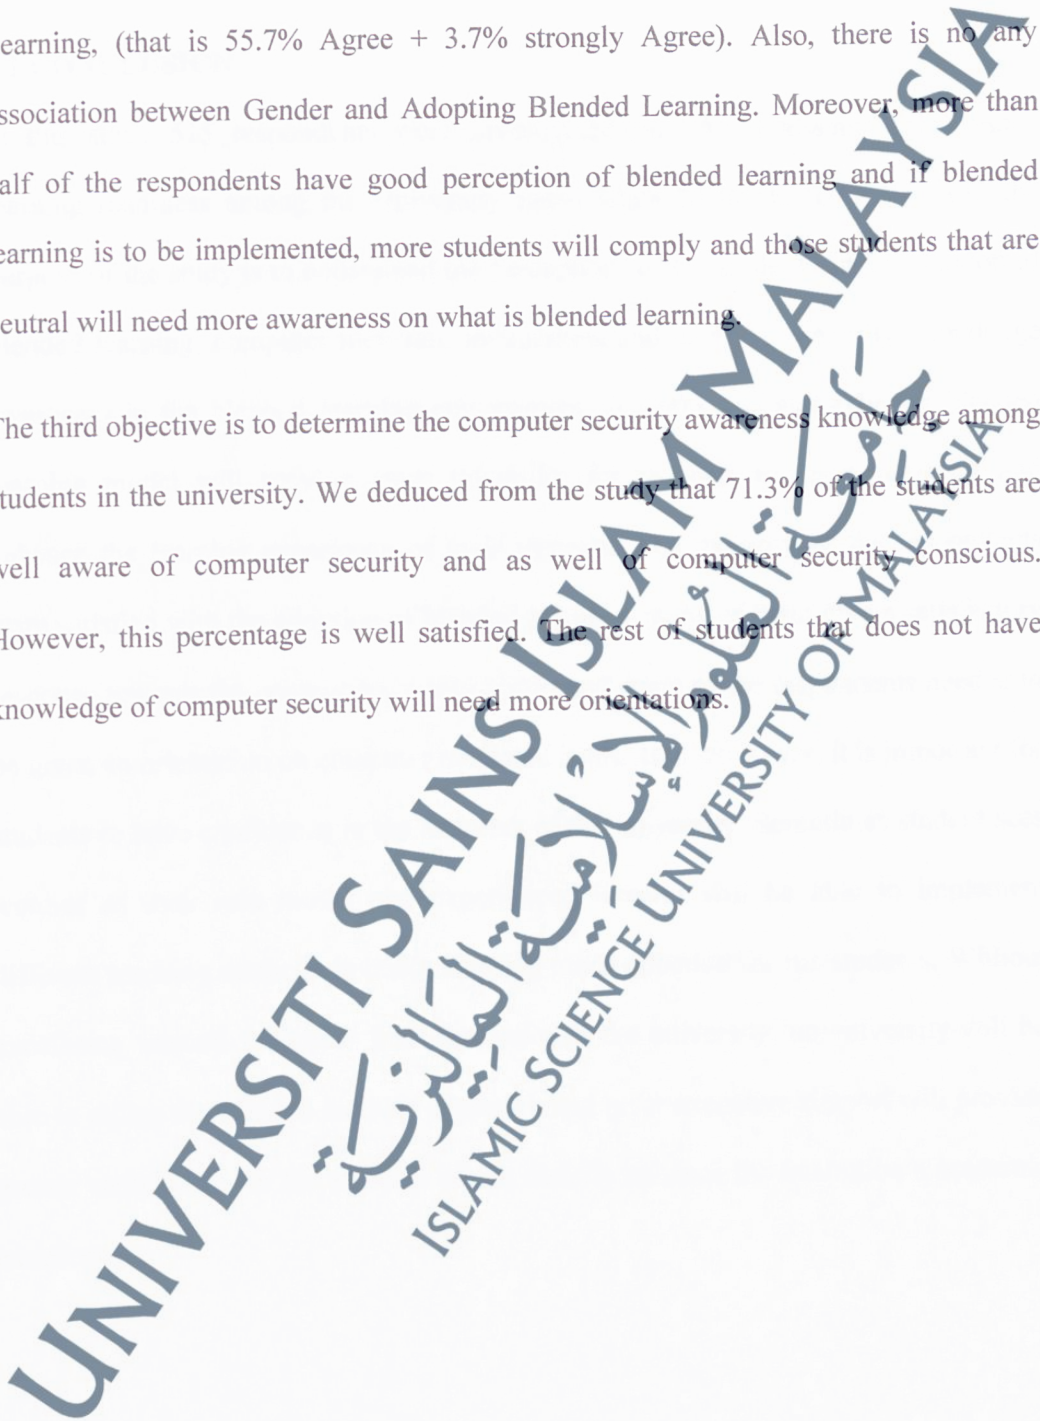 earning, (that is 55.7% Agree + 3.7% strongly Agree). Also, there is no any
ssociation between Gender and Adopting Blended Learning. Moreover, more than
alf of the respondents have good perception of blended learning and if blended
earning is to be implemented, more students will comply and those students that are
eutral will need more awareness on what is blended learning.
The third objective is to determine the computer security awareness knowledge among
tudents in the university. We deduced from the study that 71.3% of the students are
well aware of computer security and as well of computer security conscious.
However, this percentage is well satisfied. The rest of students that does not have
knowledge of computer security will need more orientations.
UNIVERSITI SAINS ISLAM MALAYSIA
جامعة العلوم الإسلامية الماليزية
ISLAMIC SCIENCE UNIVERSITY OF MALAYSIA